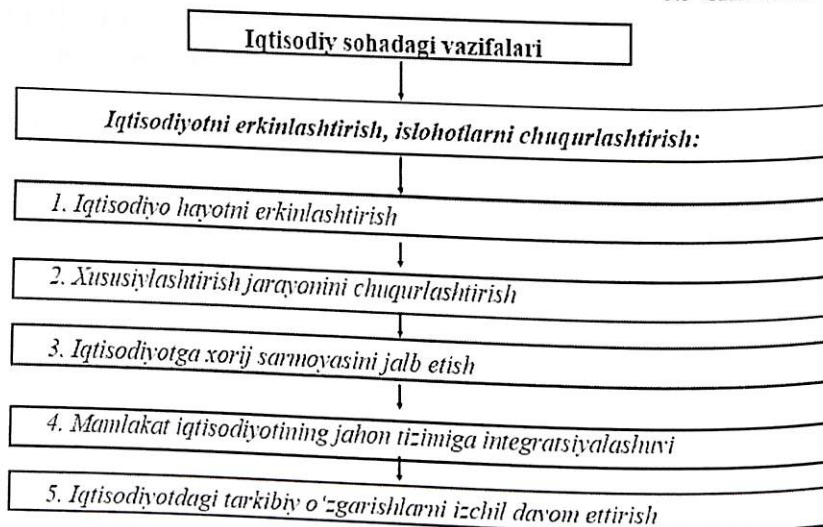 Iqtisodiy sohadagi vazifalari
Iqtisodiyotni erkinlashtirish, islohotlarni chuqurlashtirish:
1. Iqtisodiyo hayotni erkinlashtirish
2. Xususiylashtirish jarayonini chuqurlashtirish
3. Iqtisodiyotga xorij sarmoyasini jalb etish
4. Mamlakat iqtisodiyotining jahon tizimiga integratsiyalashuvi
5. Iqtisodiyotdagi tarkibiy o‘zgarishlarni izchil davom ettirish